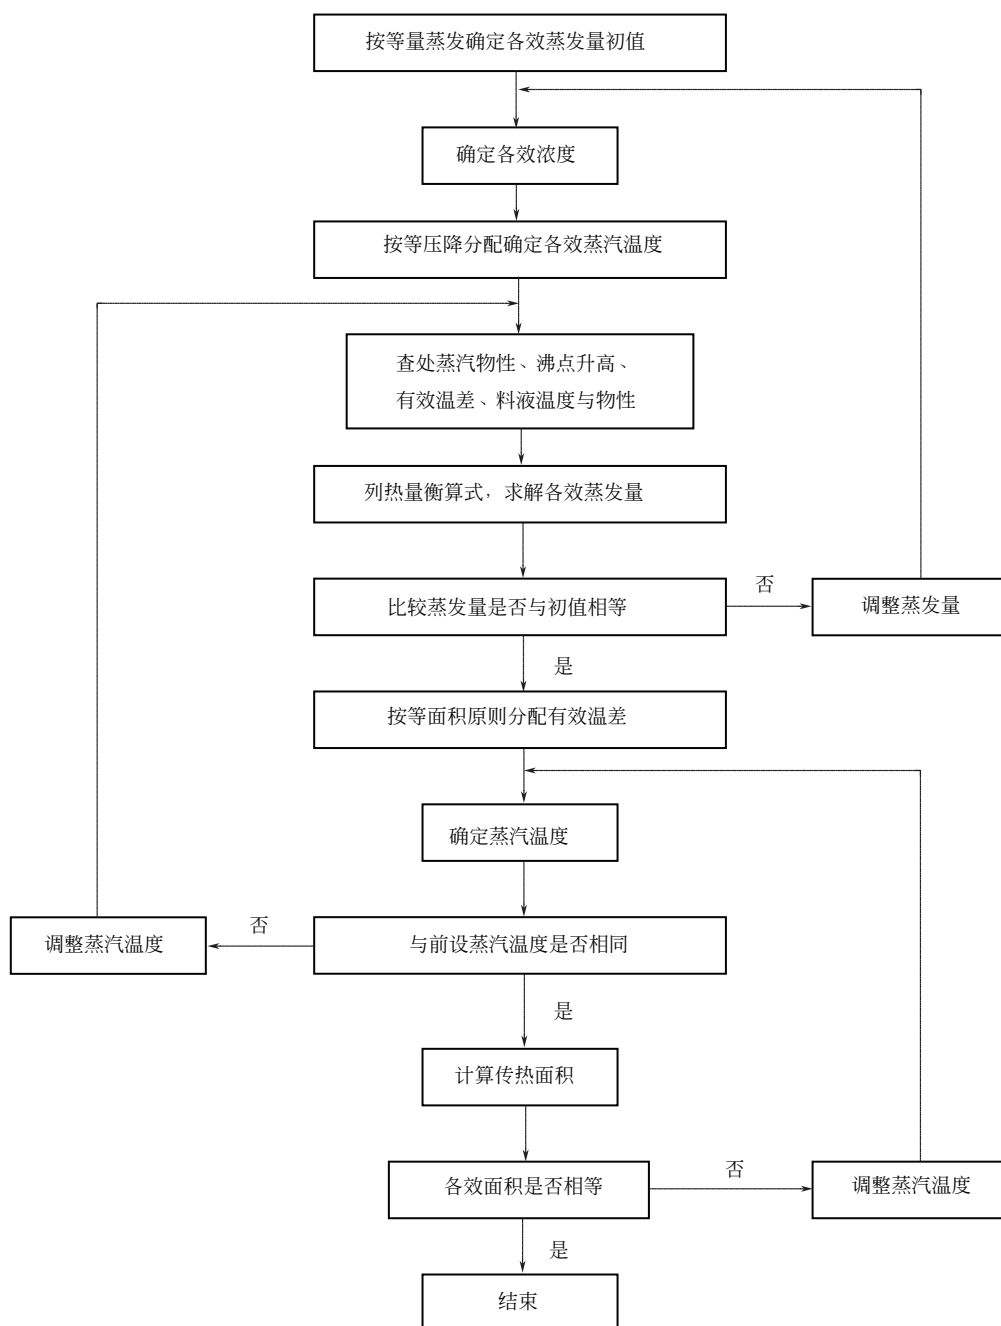 按等量蒸发确定各效蒸发量初值
确定各效浓度
按等压降分配确定各效蒸汽温度
查处蒸汽物性、沸点升高、
有效温差、料液温度与物性
列热量衡算式，求解各效蒸发量
比较蒸发量是否与初值相等
否
调整蒸发量
是
按等面积原则分配有效温差
确定蒸汽温度
调整蒸汽温度
否
与前设蒸汽温度是否相同
是
计算传热面积
各效面积是否相等
否
调整蒸汽温度
是
结束